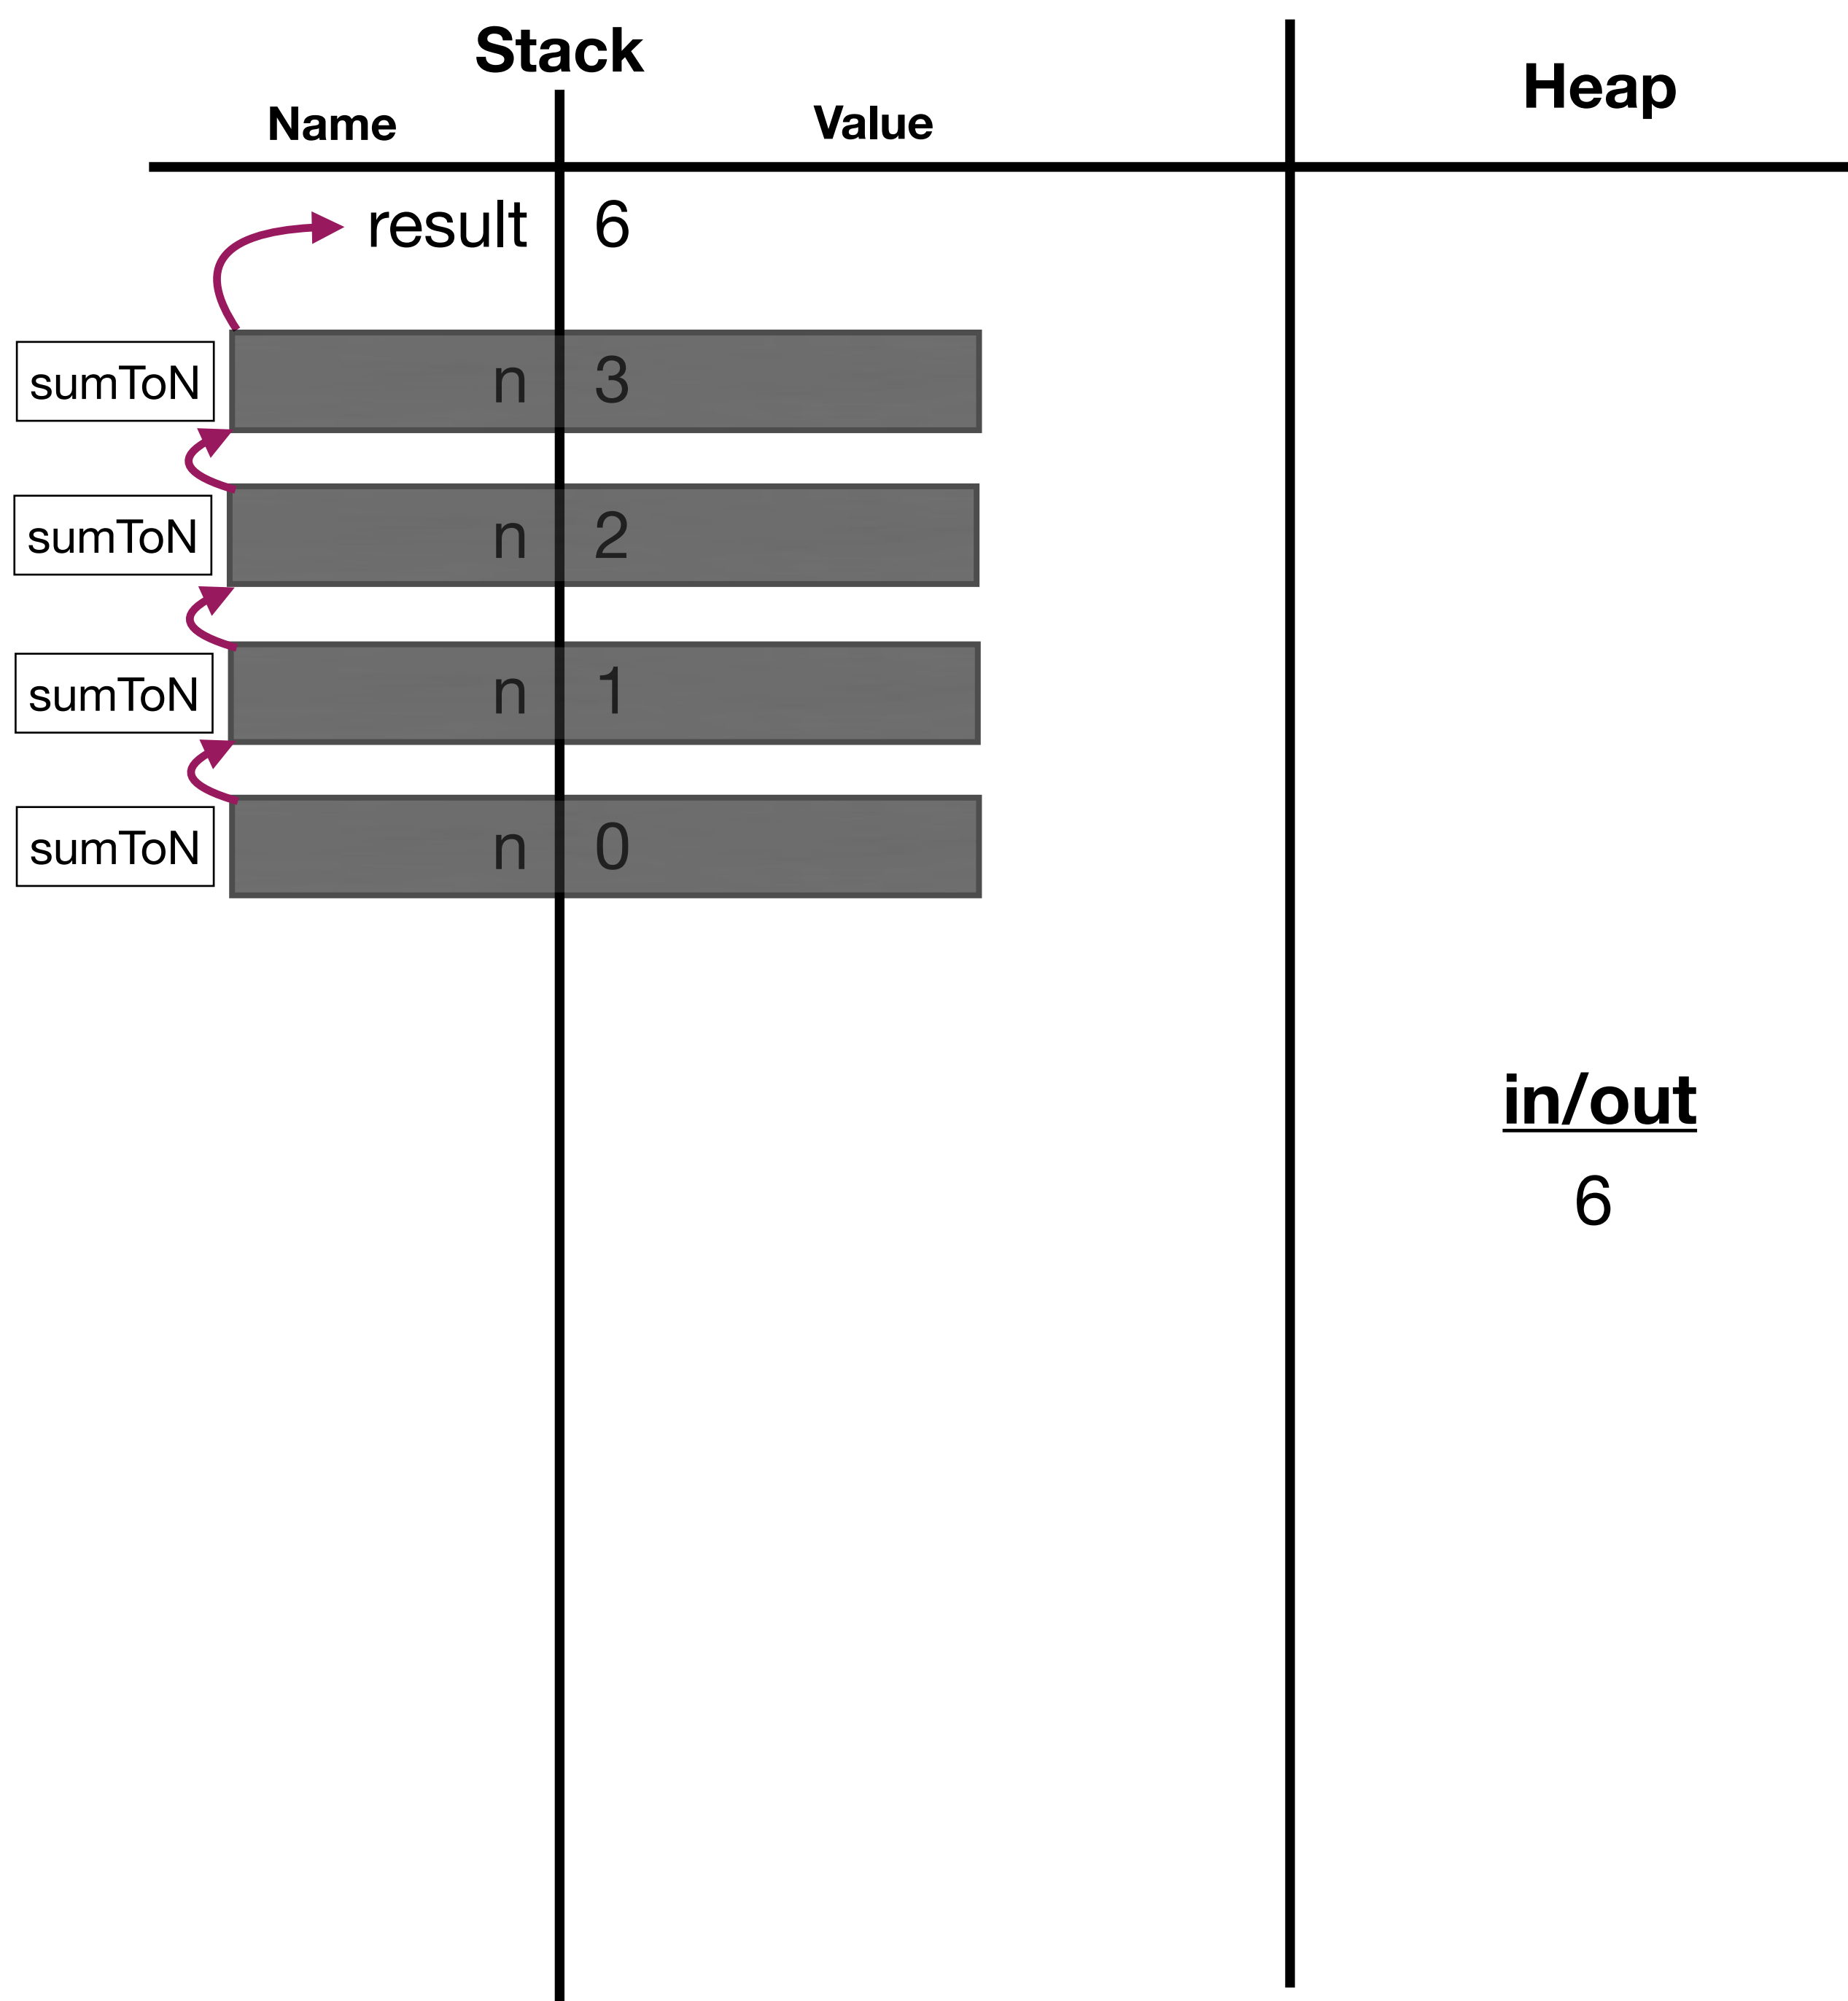 Stack
Heap
Name Value
result 6
sumToN n 3
sumToN n 2
sumToN n 1
sumToN n 0
in/out
6